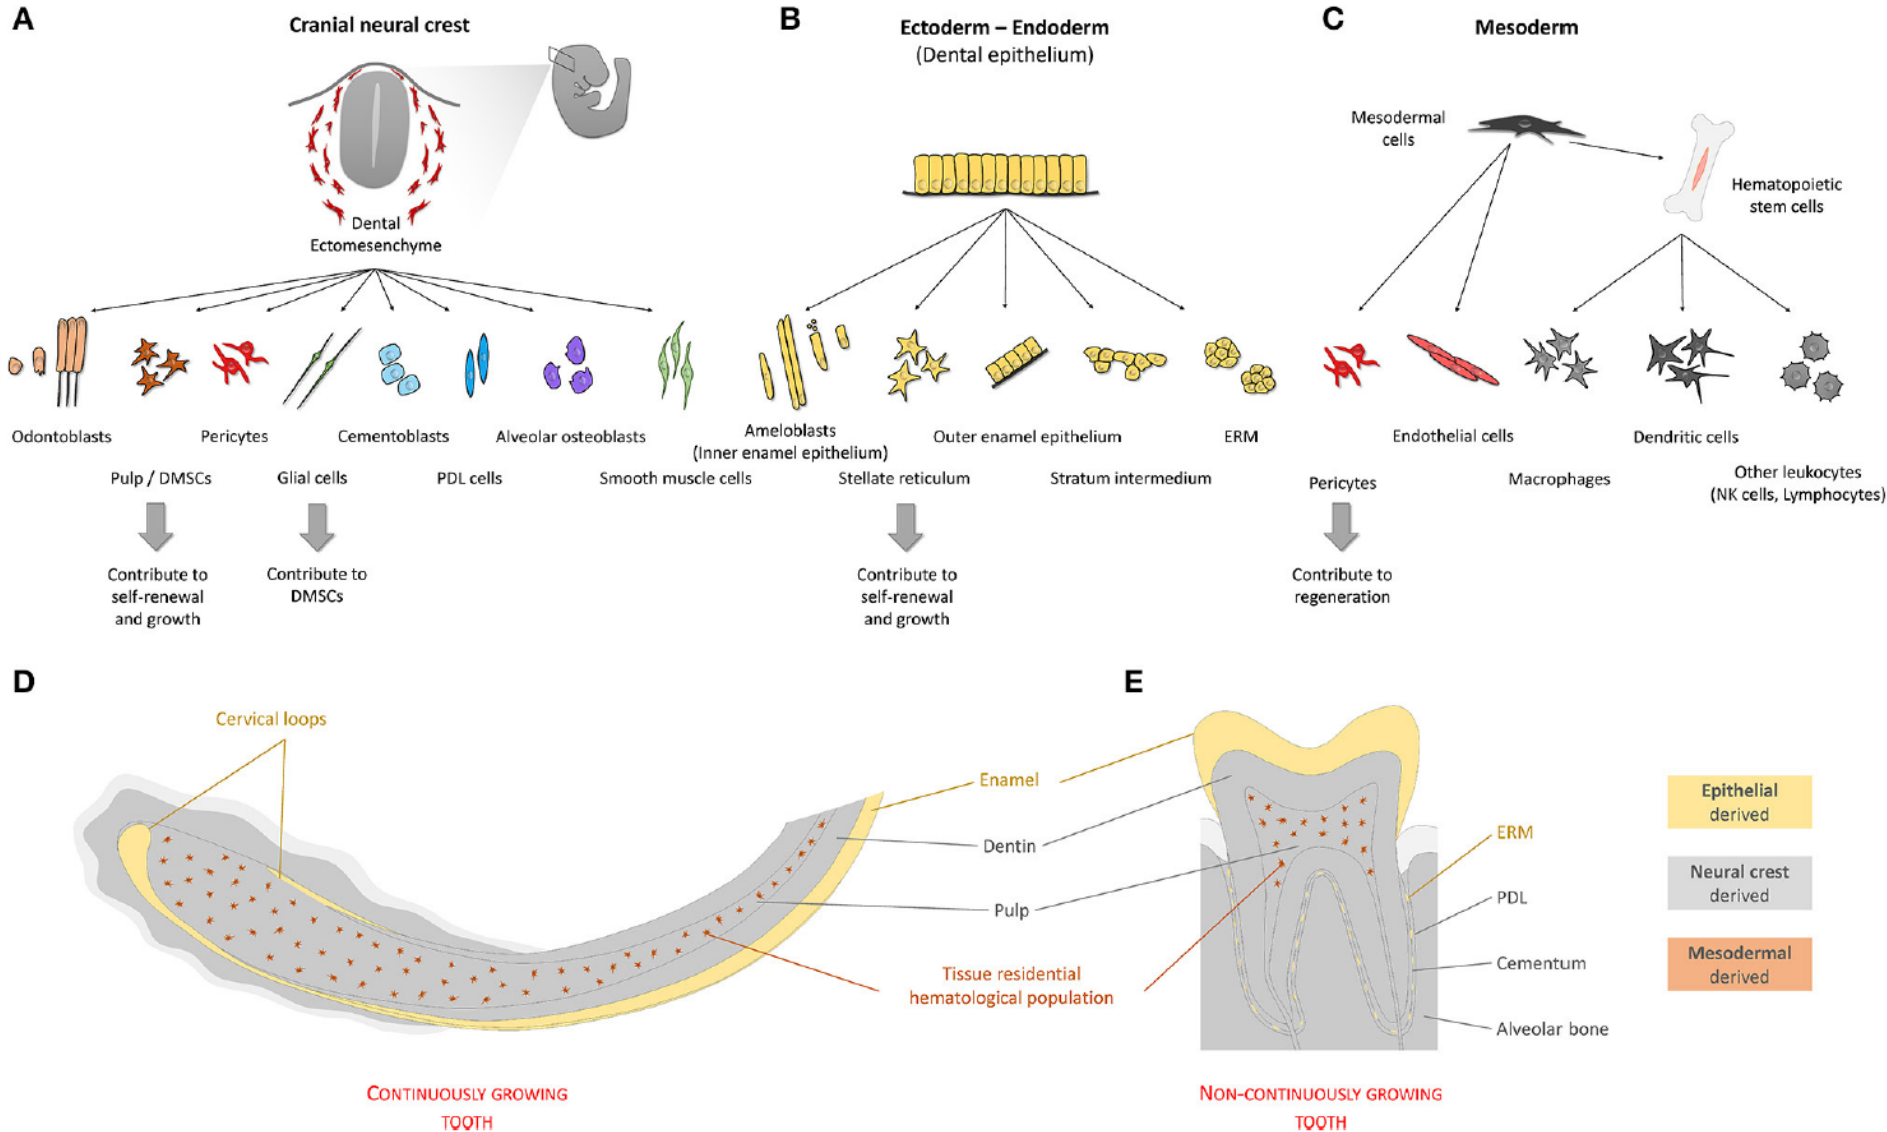 A
Cranial neural crest
Dental
Ectomesenchyme
Odontoblasts
Pericytes
Cementoblasts
Alveolar osteoblasts
Pulp / DMSCs
Glial cells
PDL cells
Smooth muscle cells
Contribute to
self-renewal
and growth
Contribute to
DMSCs
B
Ectoderm – Endoderm
(Dental epithelium)
Ameloblasts
(Inner enamel epithelium)
Outer enamel epithelium
ERM
Stellate reticulum
Stratum intermedium
Contribute to
self-renewal
and growth
C
Mesoderm
Mesodermal
cells
Hematopoietic
stem cells
Endothelial cells
Dendritic cells
Pericytes
Macrophages
Other leukocytes
(NK cells, Lymphocytes)
Contribute to
regeneration
D
Cervical loops
Enamel
Dentin
Pulp
Tissue residential
hematological population
CONTINUOUSLY GROWING
TOOTH
E
ERM
PDL
Cementum
Alveolar bone
NON-CONTINUOUSLY GROWING
TOOTH
Epithelial
derived
Neural crest
derived
Mesodermal
derived